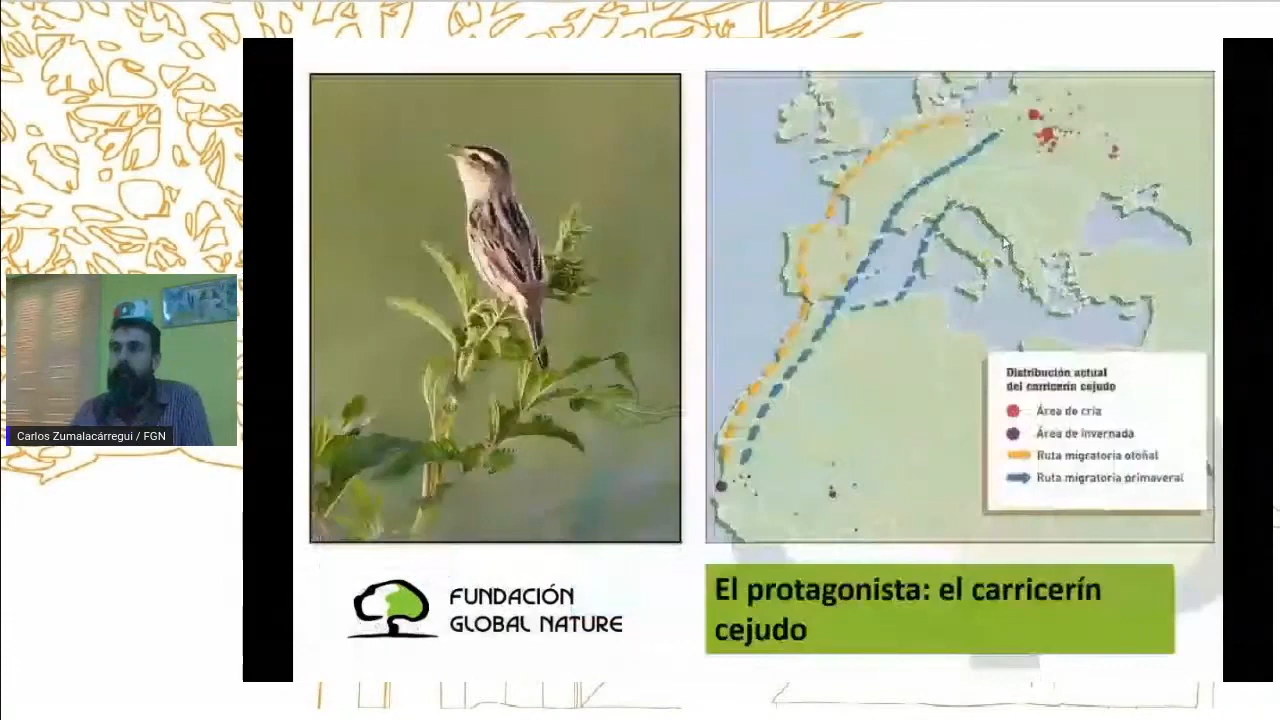 Carlos Zumalacárregui / FGN
Distribución actual
del carricerín cejudo
Área de cría
Área de invernada
Ruta migratoria otoñal
Ruta migratoria primaveral
FUNDACIÓN
GLOBAL NATURE
El protagonista: el carricerín
cejudo